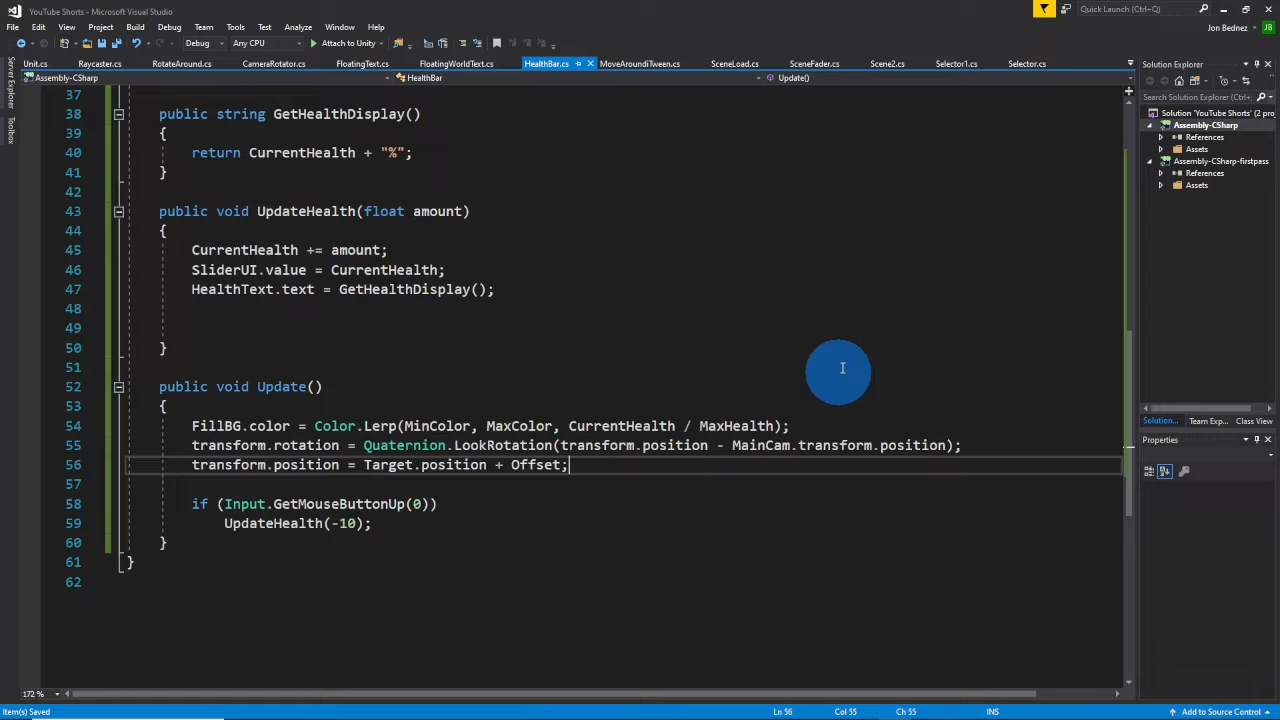 YouTube Shorts - Microsoft Visual Studio
Quick Launch (Ctrl+Q)
File Edit View Project Build Debug Team Tools Test Analyze Window Help
Jon Bednez JB
Debug Any CPU Attach to Unity
Unit.cs Raycaster.cs RotateAround.cs CameraRotator.cs FloatingText.cs FloatingWorldText.cs HealthBar.cs MoveAroundiTween.cs SceneLoad.cs SceneFader.cs Scene2.cs Selector1.cs Selector.cs
Assembly-CSharp HealthBar Update()
Server Explorer
Toolbox
37
38 public string GetHealthDisplay()
39 {
40 return CurrentHealth + "%";
41 }
42
43 public void UpdateHealth(float amount)
44 {
45 CurrentHealth += amount;
46 SliderUI.value = CurrentHealth;
47 HealthText.text = GetHealthDisplay();
48
49
50 }
51
52 public void Update()
53 {
54 FillBG.color = Color.Lerp(MinColor, MaxColor, CurrentHealth / MaxHealth);
55 transform.rotation = Quaternion.LookRotation(transform.position - MainCam.transform.position);
56 transform.position = Target.position + Offset;
57
58 if (Input.GetMouseButtonUp(0))
59 UpdateHealth(-10);
60 }
61 }
62
172 %
Solution Explorer
Search Solution Explorer (Ctrl+
Solution 'YouTube Shorts' (2 proj
Assembly-CSharp
References
Assets
Assembly-CSharp-firstpass
References
Assets
Solution... Team Exp... Class View
Properties
Item(s) Saved Ln 56 Col 55 Ch 55 INS Add to Source Control